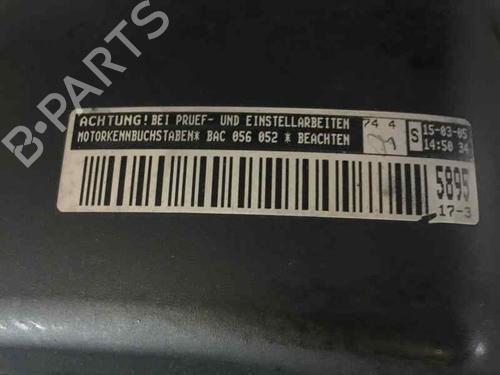 B-PARTS
ACHTUNG! BEI PRUEF- UND EINSTELLARBEITEN
MOTORKENNBUCHSTABEN* BAC 056 052 * BEACHTEN
74 4
S
15-03-05
14:50 34
5895
17-3